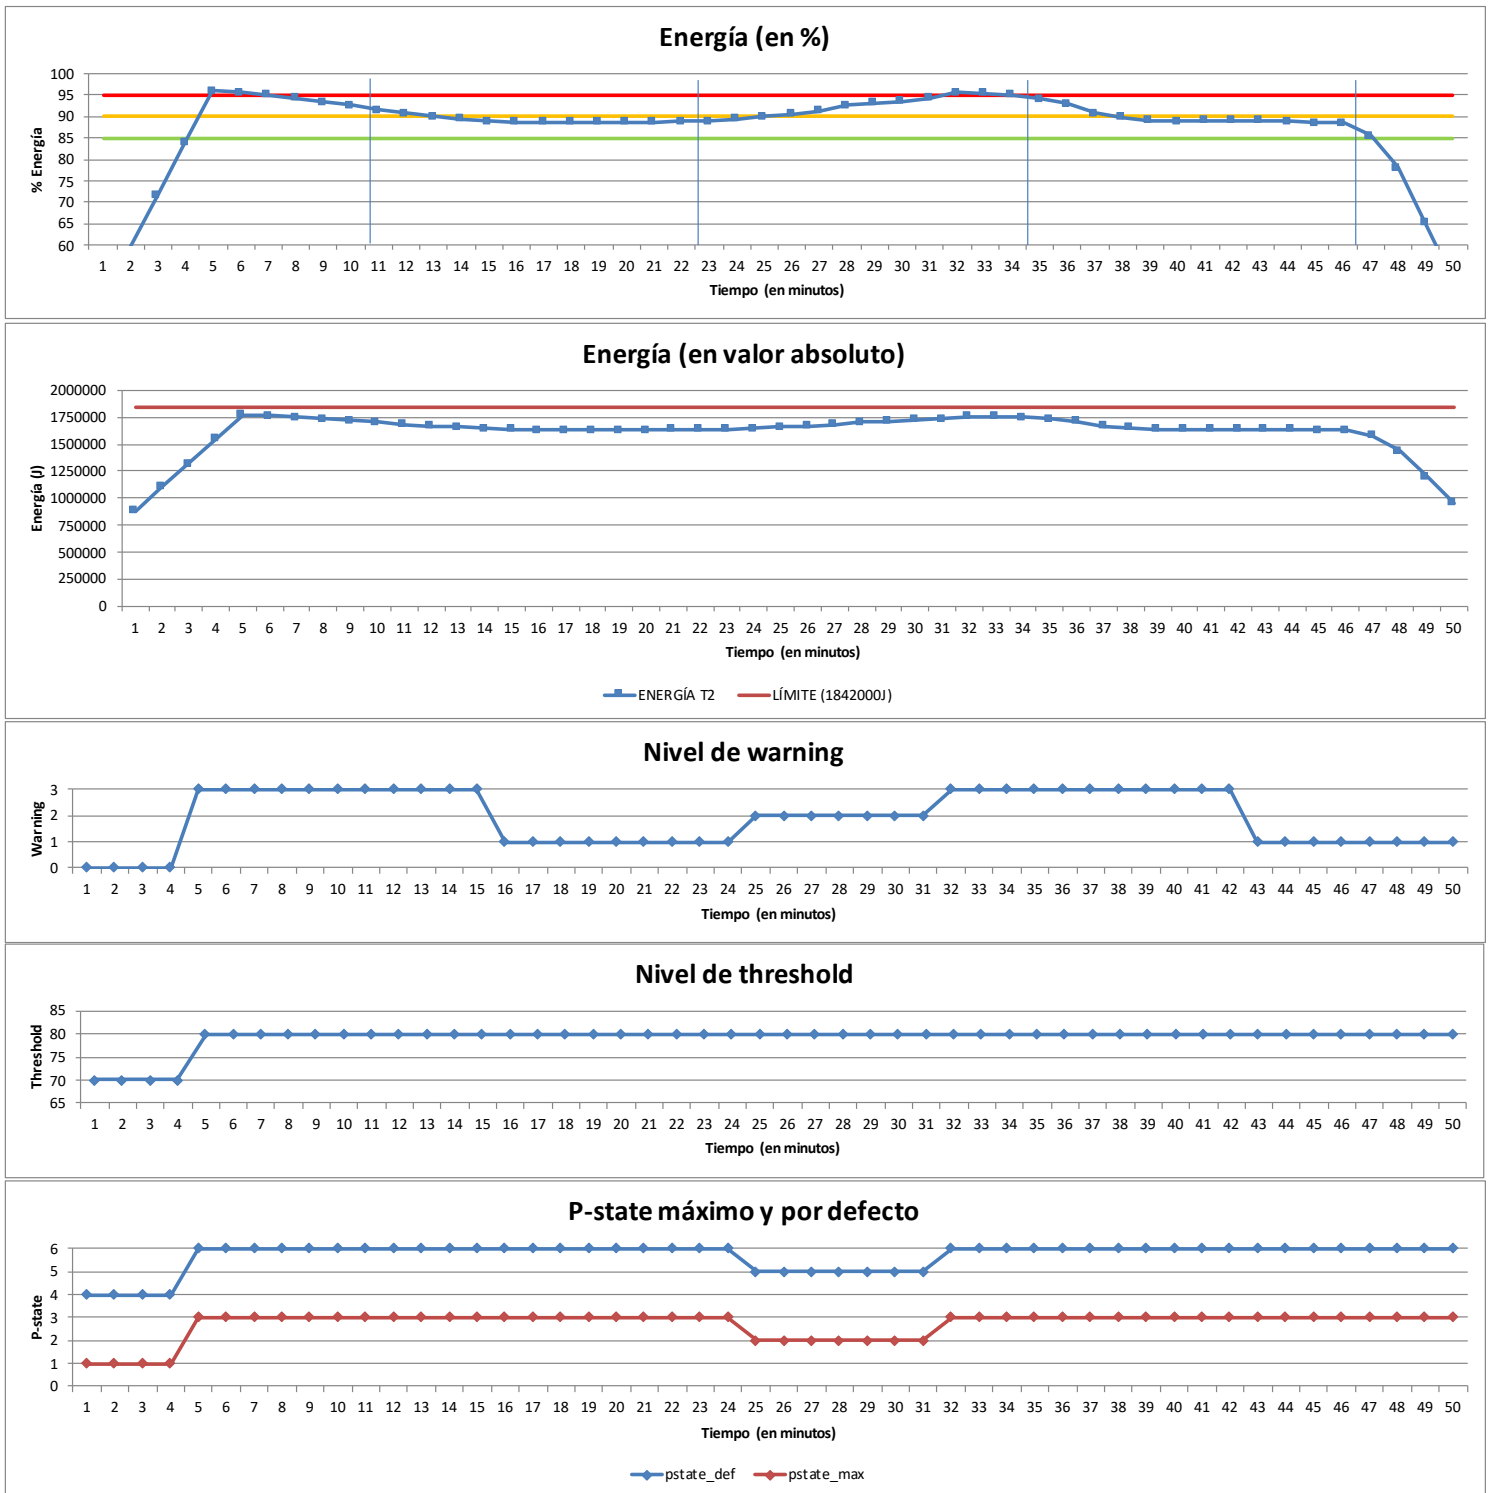 Energía (en %)
100
95
90
85
80
75
70
65
60
% Energía
1 2 3 4 5 6 7 8 9 10 11 12 13 14 15 16 17 18 19 20 21 22 23 24 25 26 27 28 29 30 31 32 33 34 35 36 37 38 39 40 41 42 43 44 45 46 47 48 49 50
Tiempo (en minutos)
Energía (en valor absoluto)
2000000
1750000
1500000
1250000
1000000
750000
500000
250000
0
Energía (J)
1 2 3 4 5 6 7 8 9 10 11 12 13 14 15 16 17 18 19 20 21 22 23 24 25 26 27 28 29 30 31 32 33 34 35 36 37 38 39 40 41 42 43 44 45 46 47 48 49 50
Tiempo (en minutos)
ENERGÍA T2 LÍMITE (1842000J)
Nivel de warning
3
2
1
0
Warning
1 2 3 4 5 6 7 8 9 10 11 12 13 14 15 16 17 18 19 20 21 22 23 24 25 26 27 28 29 30 31 32 33 34 35 36 37 38 39 40 41 42 43 44 45 46 47 48 49 50
Tiempo (en minutos)
Nivel de threshold
85
80
75
70
65
Threshold
1 2 3 4 5 6 7 8 9 10 11 12 13 14 15 16 17 18 19 20 21 22 23 24 25 26 27 28 29 30 31 32 33 34 35 36 37 38 39 40 41 42 43 44 45 46 47 48 49 50
Tiempo (en minutos)
P-state máximo y por defecto
6
5
4
3
2
1
0
P-state
1 2 3 4 5 6 7 8 9 10 11 12 13 14 15 16 17 18 19 20 21 22 23 24 25 26 27 28 29 30 31 32 33 34 35 36 37 38 39 40 41 42 43 44 45 46 47 48 49 50
Tiempo (en minutos)
pstate_def pstate_max